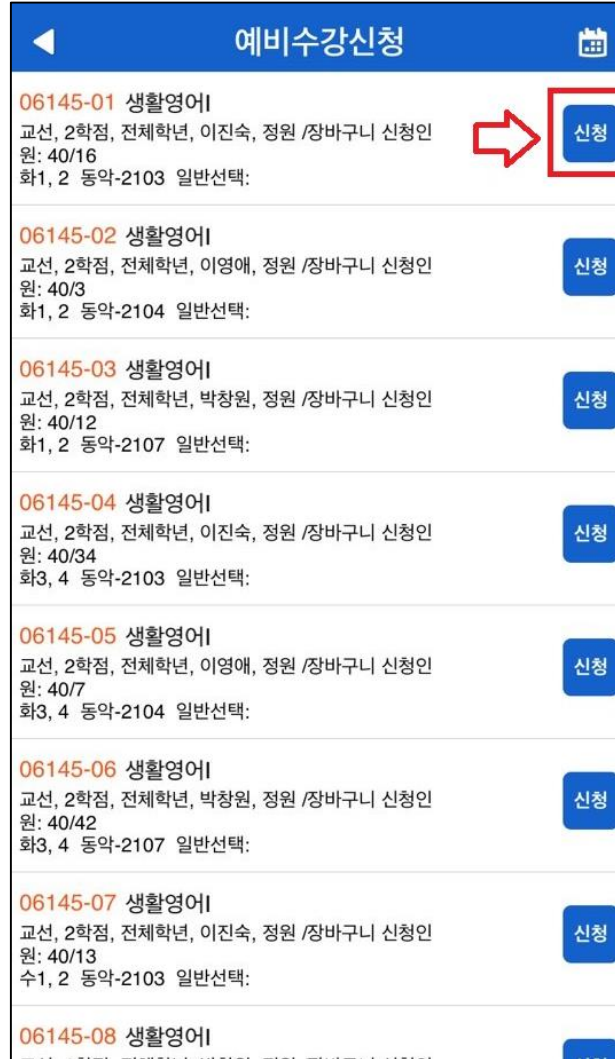 예비수강신청
06145-01 생활영어I
교선, 2학점, 전체학년, 이진숙, 정원 /장바구니 신청인
원: 40/16
화1, 2 동악-2103 일반선택:
신청
06145-02 생활영어I
교선, 2학점, 전체학년, 이영애, 정원 /장바구니 신청인
원: 40/3
화1, 2 동악-2104 일반선택:
신청
06145-03 생활영어I
교선, 2학점, 전체학년, 박창원, 정원 /장바구니 신청인
원: 40/12
화1, 2 동악-2107 일반선택:
신청
06145-04 생활영어I
교선, 2학점, 전체학년, 이진숙, 정원 /장바구니 신청인
원: 40/34
화3, 4 동악-2103 일반선택:
신청
06145-05 생활영어I
교선, 2학점, 전체학년, 이영애, 정원 /장바구니 신청인
원: 40/7
화3, 4 동악-2104 일반선택:
신청
06145-06 생활영어I
교선, 2학점, 전체학년, 박창원, 정원 /장바구니 신청인
원: 40/42
화3, 4 동악-2107 일반선택:
신청
06145-07 생활영어I
교선, 2학점, 전체학년, 이진숙, 정원 /장바구니 신청인
원: 40/13
수1, 2 동악-2103 일반선택:
신청
06145-08 생활영어I